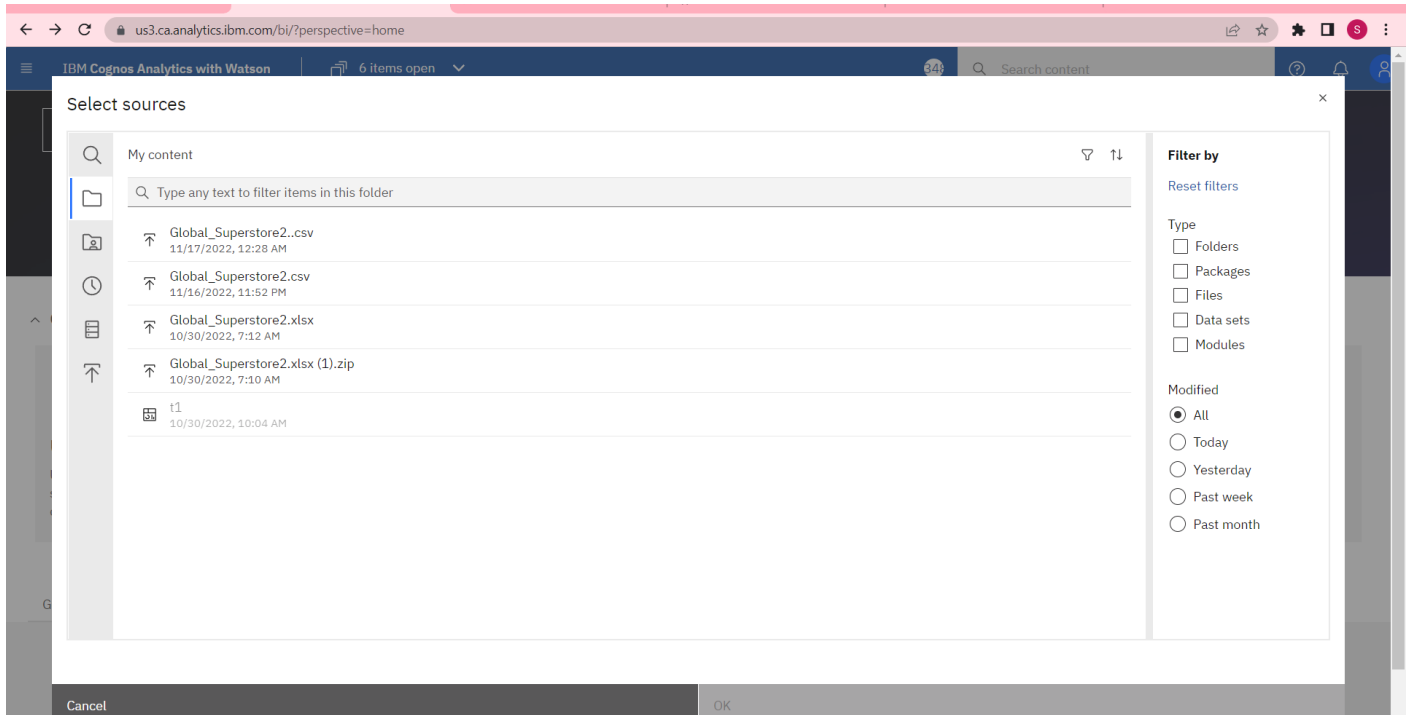 us3.ca.analytics.ibm.com/bi/?perspective=home
S
IBM Cognos Analytics with Watson
6 items open
348
Search content
Select sources
My content
Type any text to filter items in this folder
Global_Superstore2..csv
11/17/2022, 12:28 AM
Global_Superstore2.csv
11/16/2022, 11:52 PM
Global_Superstore2.xlsx
10/30/2022, 7:12 AM
Global_Superstore2.xlsx (1).zip
10/30/2022, 7:10 AM
t1
10/30/2022, 10:04 AM
Filter by
Reset filters
Type
Folders
Packages
Files
Data sets
Modules
Modified
All
Today
Yesterday
Past week
Past month
G
Cancel
OK